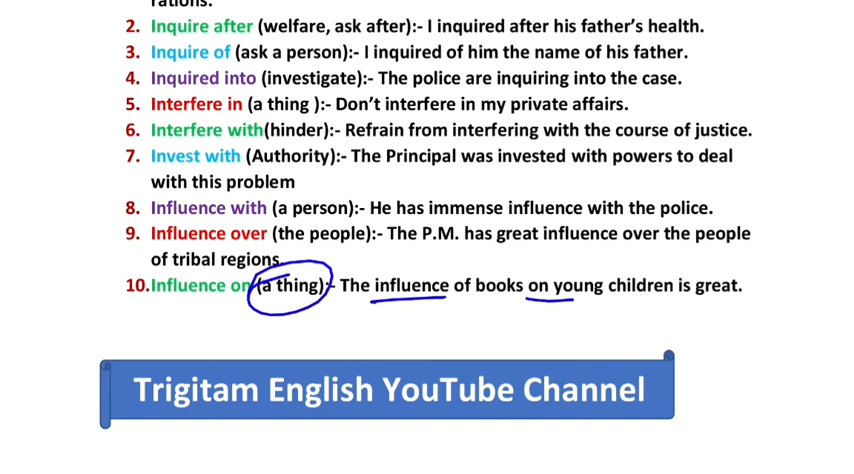 rations.
2. Inquire after (welfare, ask after):- I inquired after his father’s health.
3. Inquire of (ask a person):- I inquired of him the name of his father.
4. Inquired into (investigate):- The police are inquiring into the case.
5. Interfere in (a thing ):- Don’t interfere in my private affairs.
6. Interfere with(hinder):- Refrain from interfering with the course of justice.
7. Invest with (Authority):- The Principal was invested with powers to deal
with this problem
8. Influence with (a person):- He has immense influence with the police.
9. Influence over (the people):- The P.M. has great influence over the people
of tribal regions.
10.Influence on (a thing):- The influence of books on young children is great.
Trigitam English YouTube Channel